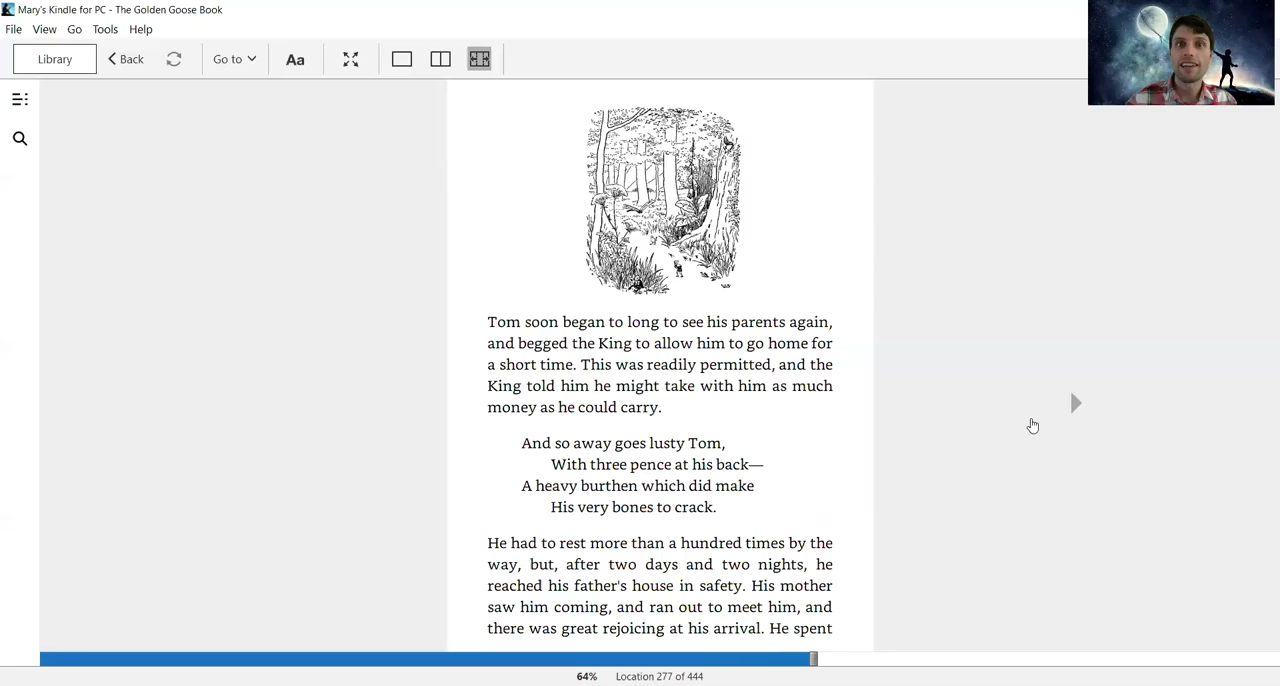 Mary's Kindle for PC - The Golden Goose Book
File View Go Tools Help
Library Back Go to Aa
Tom soon began to long to see his parents again,
and begged the King to allow him to go home for
a short time. This was readily permitted, and the
King told him he might take with him as much
money as he could carry.
And so away goes lusty Tom,
With three pence at his back—
A heavy burthen which did make
His very bones to crack.
He had to rest more than a hundred times by the
way, but, after two days and two nights, he
reached his father's house in safety. His mother
saw him coming, and ran out to meet him, and
there was great rejoicing at his arrival. He spent
64% Location 277 of 444